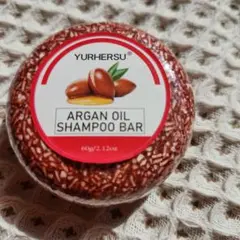 YURHERSU®
ARGAN OIL
SHAMPOO BAR
60g/2.12oz